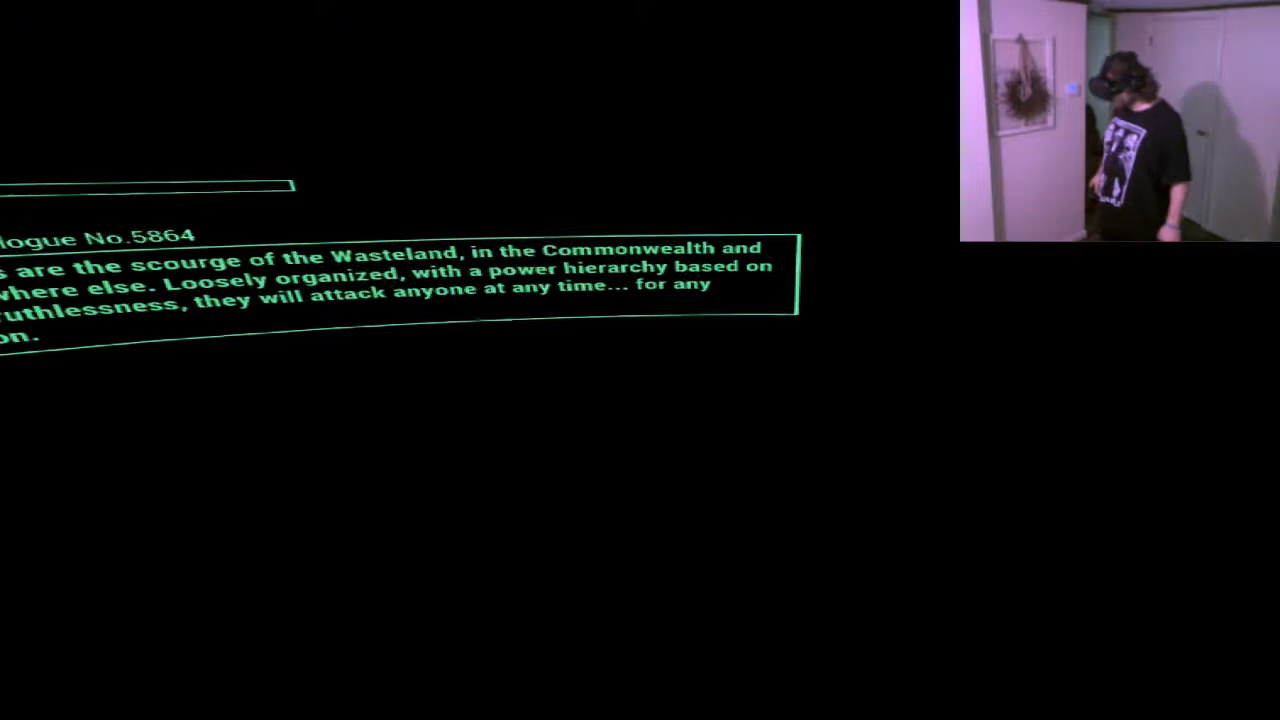 logue No.5864
s are the scourge of the Wasteland, in the Commonwealth and
where else. Loosely organized, with a power hierarchy based on
ruthlessness, they will attack anyone at any time... for any
on.